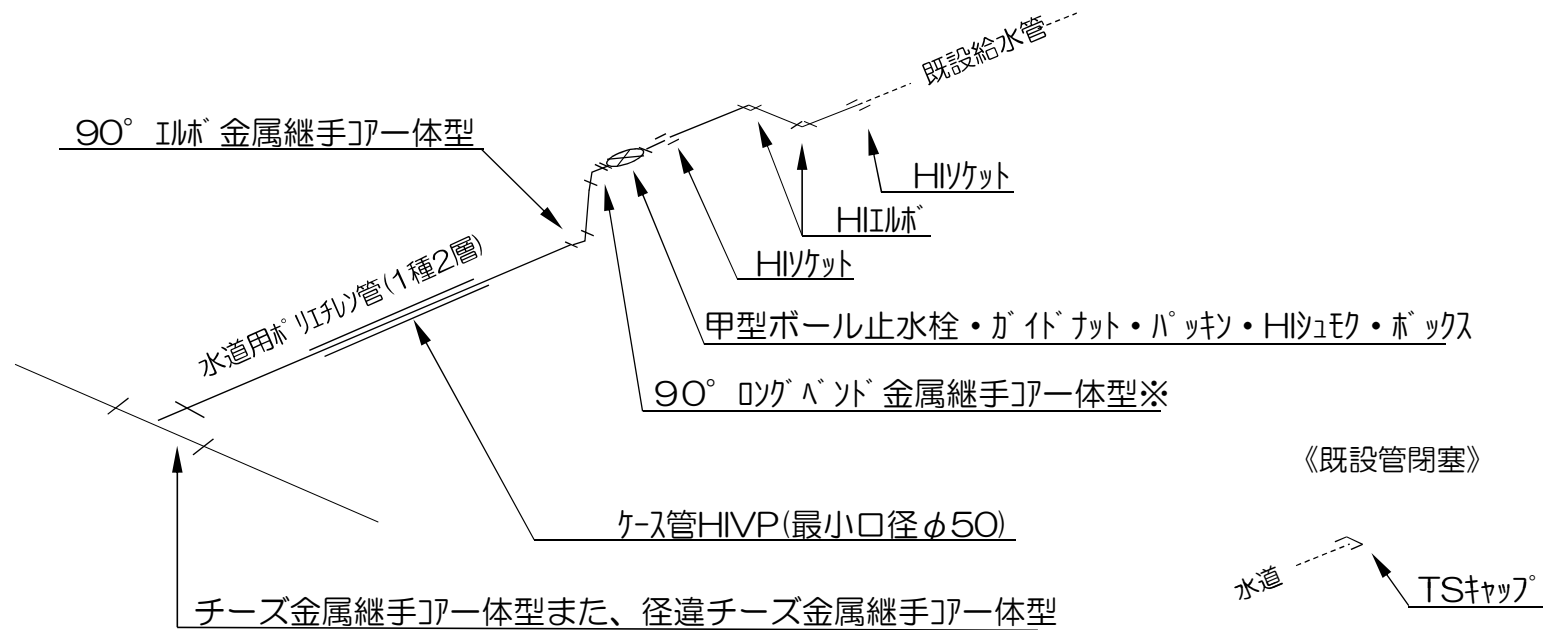 既設給水管
90° ｴﾙﾎﾞ金属継手ｺｱ一体型
HIｿｹｯﾄ
HIｴﾙﾎﾞ
水道用ﾎﾟﾘｴﾁﾚﾝ管(1種2層)
HIｿｹｯﾄ
甲型ボール止水栓・ｶﾞｲﾄﾞﾅｯﾄ・ﾊﾟｯｷﾝ・HIｼｭﾓｸ・ﾎﾞｯｸｽ
90° ﾛﾝｸﾞﾍﾞﾝﾄﾞ金属継手ｺｱ一体型※
《既設管閉塞》
ｹｰｽ管HIVP(最小口径φ50)
水道
TSｷｬｯﾌﾟ
チーズ金属継手ｺｱ一体型また、径違チーズ金属継手ｺｱ一体型